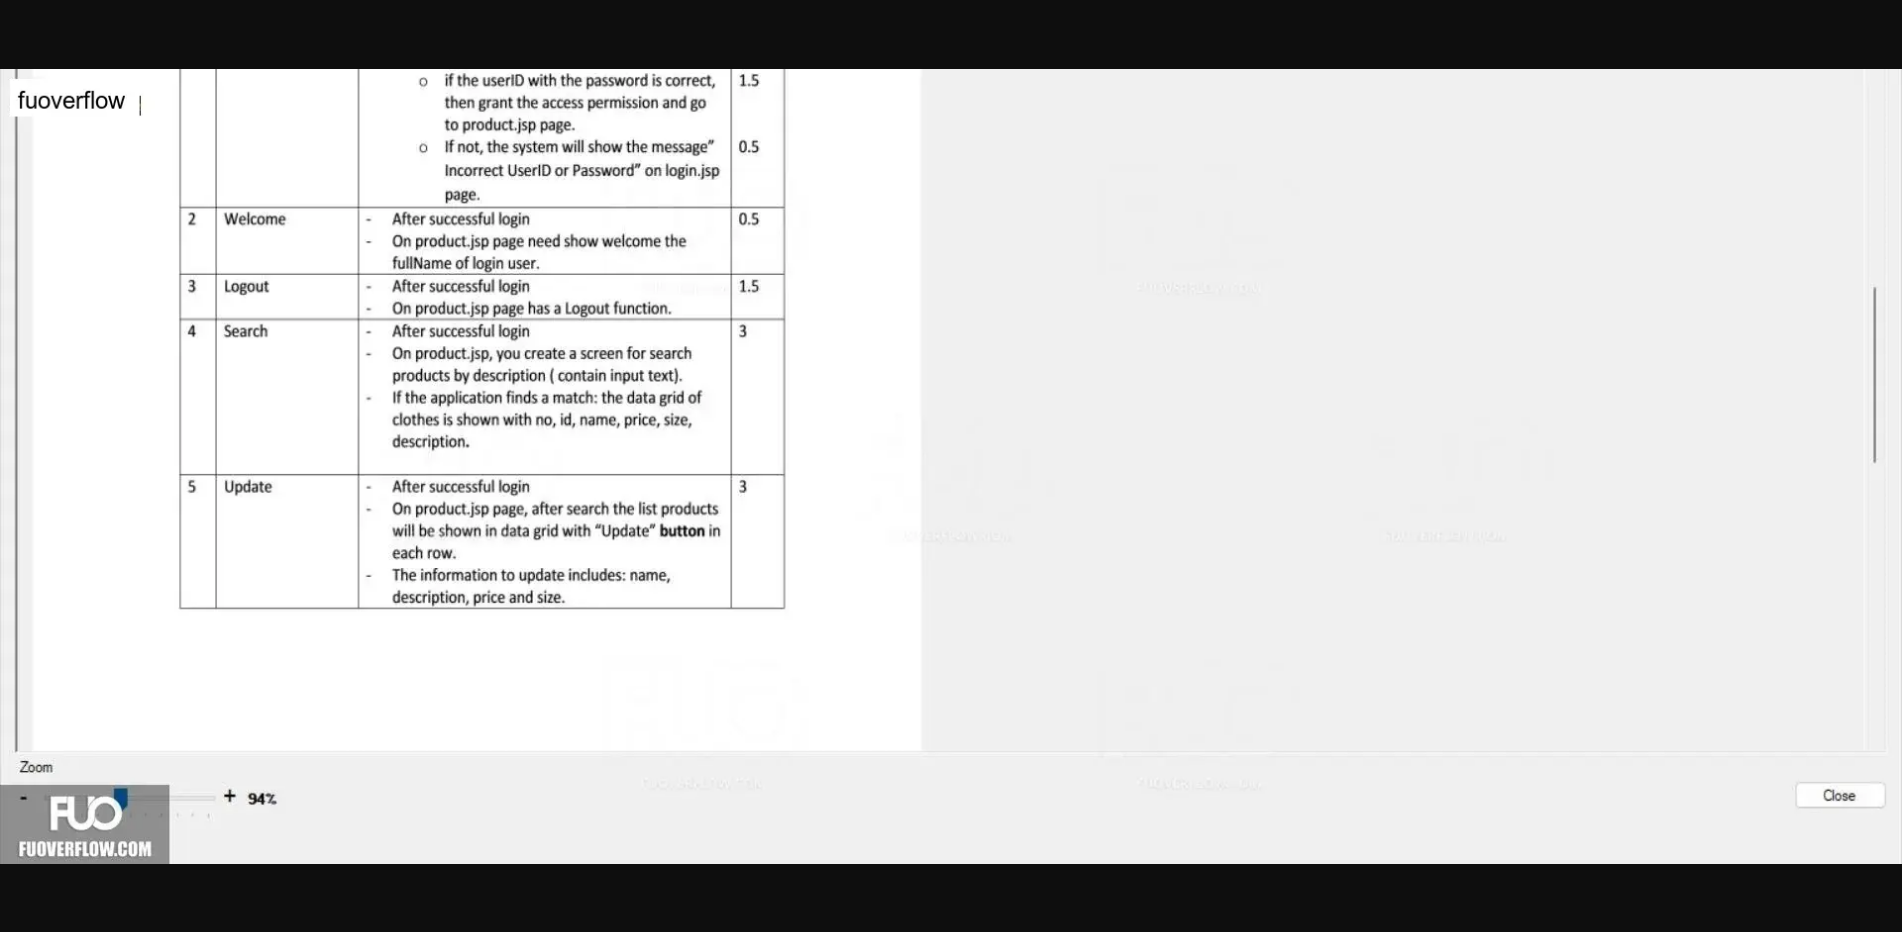 fuoverflow
o if the userID with the password is correct, 1.5
then grant the access permission and go
to product.jsp page.
o If not, the system will show the message” 0.5
Incorrect UserID or Password” on login.jsp
page.
2 Welcome - After successful login 0.5
- On product.jsp page need show welcome the
fullName of login user.
3 Logout - After successful login 1.5
- On product.jsp page has a Logout function.
4 Search - After successful login 3
- On product.jsp, you create a screen for search
products by description ( contain input text).
- If the application finds a match: the data grid of
clothes is shown with no, id, name, price, size,
description.
5 Update - After successful login 3
- On product.jsp page, after search the list products
will be shown in data grid with “Update” button in
each row.
- The information to update includes: name,
description, price and size.
Zoom
- + 94%
Close
FUO
FUOVERFLOW.COM